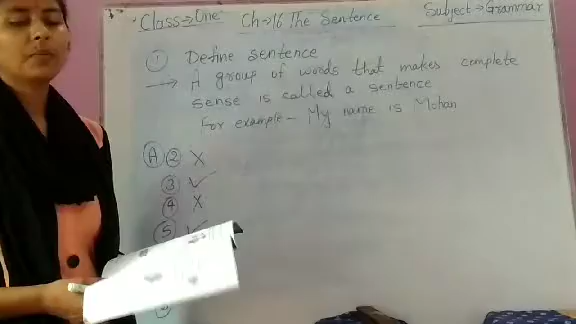 Class → One Ch → 16 The Sentence Subject → Grammar
① Define sentence
→ A group of words that makes complete
sense is called a sentence
For example - My name is Mohan
Ⓐ ② ✗
③ ✓
④ ✗
⑤ ✓